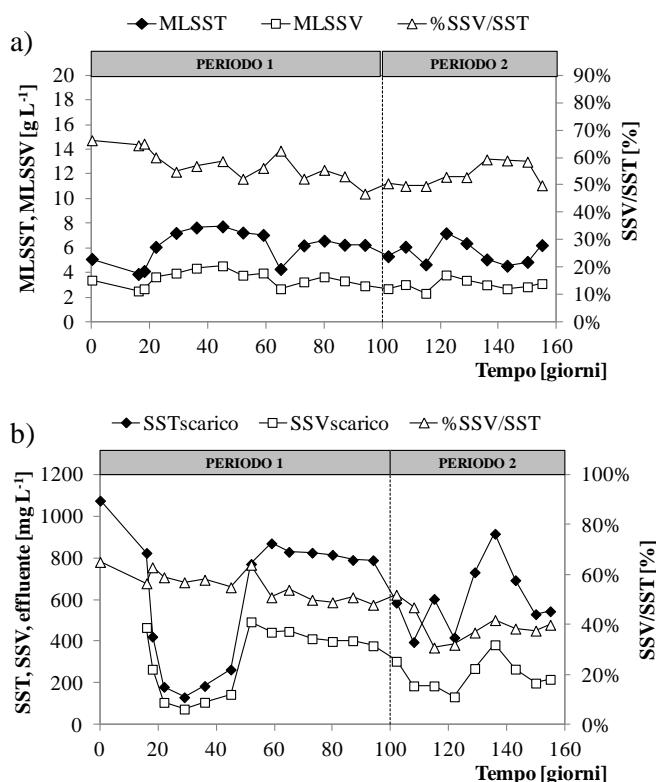 MLSST MLSSV %SSV/SST
a)
PERIODO 1 PERIODO 2
20 90%
18 80%
16 70%
14 60%
12 50%
10 40%
8 30%
6 20%
4 10%
2 0%
0
MLSST, MLSSV [g L-1]
SSV/SST [%]
0 20 40 60 80 100 120 140 160
Tempo [giorni]
b)
SSTscarico SSVscarico %SSV/SST
PERIODO 1 PERIODO 2
1200 100%
1000 80%
800 60%
600 40%
400 20%
200 0%
0
SST, SSV, effluente [mg L-1]
SSV/SST [%]
0 20 40 60 80 100 120 140 160
Tempo [giorni]